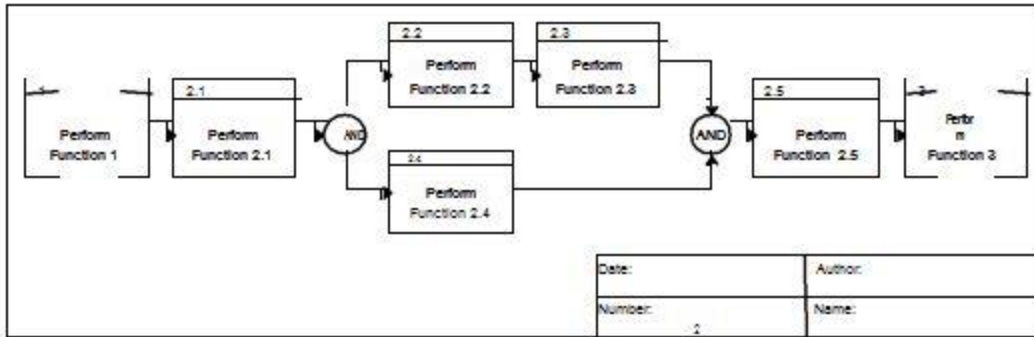 2.2
Perform
Function 2.2
2.3
Perform
Function 2.3
Perform
Function 1
2.1
Perform
Function 2.1
AND
AND
2.5
Perform
Function 2.5
Perfor
m
Function 3
2.4
Perform
Function 2.4
Date:
Author:
Number:
2
Name: